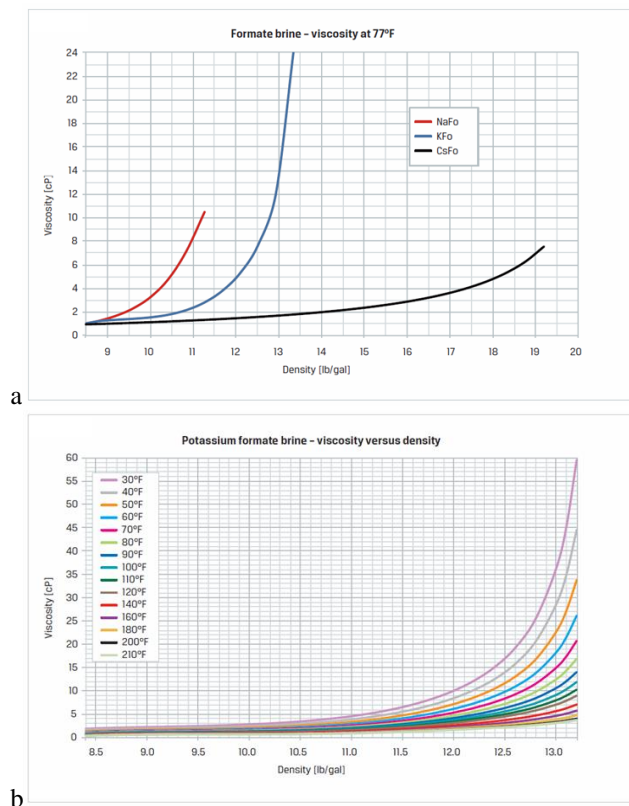 Formate brine – viscosity at 77ºF
24
22
20
18
16
14
12
10
8
6
4
2
0
Viscosity [cP]
NaFo
KFo
CsFo
9 10 11 12 13 14 15 16 17 18 19 20
Density [lb/gal]
a
Potassium formate brine – viscosity versus density
60
55
50
45
40
35
30
25
20
15
10
5
0
Viscosity [cP]
30ºF
40ºF
50ºF
60ºF
70ºF
80ºF
90ºF
100ºF
110ºF
120ºF
140ºF
160ºF
180ºF
200ºF
210ºF
8.5 9.0 9.5 10.0 10.5 11.0 11.5 12.0 12.5 13.0
Density [lb/gal]
b